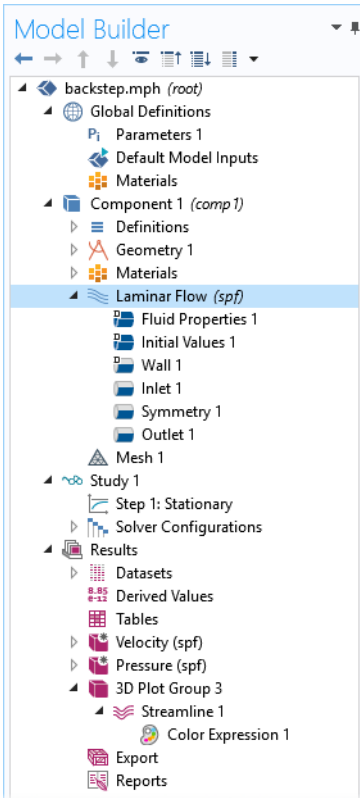 Model Builder
backstep.mph (root)
Global Definitions
Pi Parameters 1
Default Model Inputs
Materials
Component 1 (comp1)
Definitions
Geometry 1
Materials
Laminar Flow (spf)
D Fluid Properties 1
D Initial Values 1
D Wall 1
Inlet 1
Symmetry 1
Outlet 1
Mesh 1
Study 1
Step 1: Stationary
Solver Configurations
Results
Datasets
8.85
e-12 Derived Values
Tables
Velocity (spf)
Pressure (spf)
3D Plot Group 3
Streamline 1
Color Expression 1
Export
Reports